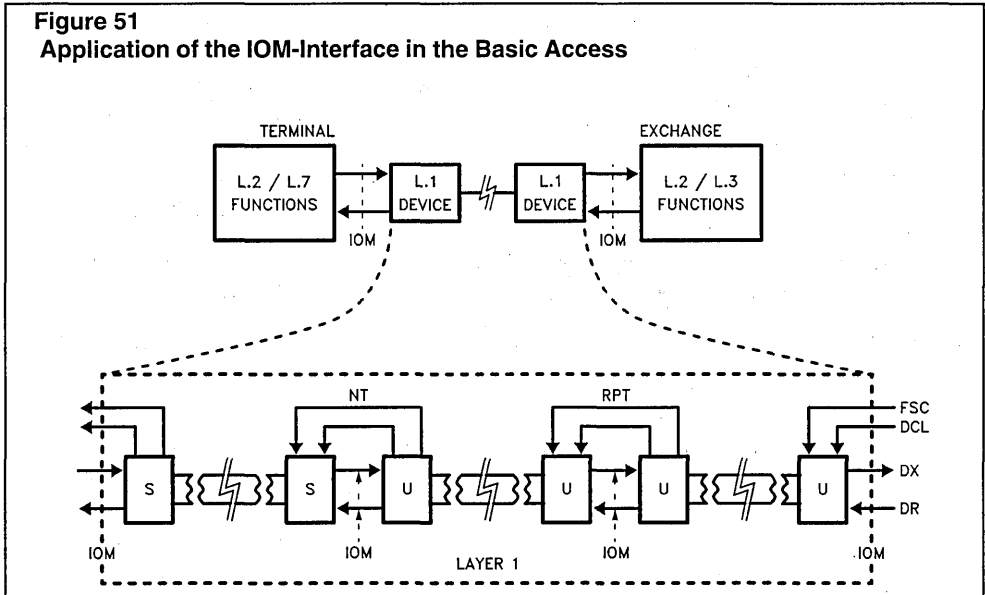 Figure 51
Application of the IOM-Interface in the Basic Access
TERMINAL
EXCHANGE
L.2 / L.7
FUNCTIONS
L.1
DEVICE
L.1
DEVICE
L.2 / L.3
FUNCTIONS
IOM
IOM
NT
RPT
FSC
DCL
DX
DR
S
S
U
U
U
U
IOM
IOM
IOM
IOM
LAYER 1